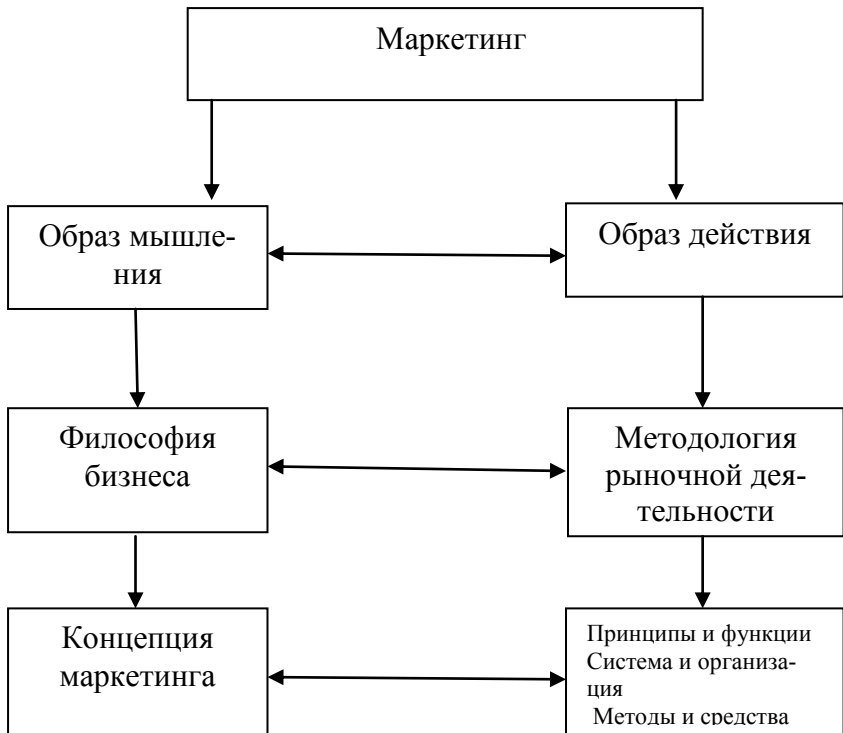 Маркетинг
Образ мышле-
ния
Образ действия
Философия
бизнеса
Методология
рыночной дея-
тельности
Концепция
маркетинга
Принципы и функции
Система и организа-
ция
Методы и средства